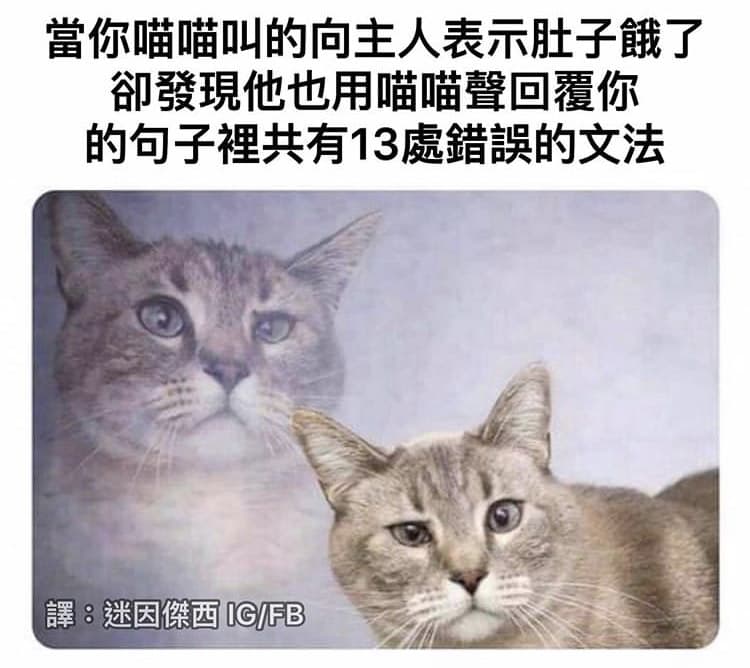 當你喵喵叫的向主人表示肚子餓了
卻發現他也用喵喵聲回覆你
的句子裡共有13處錯誤的文法
譯：迷因傑西 IG/FB